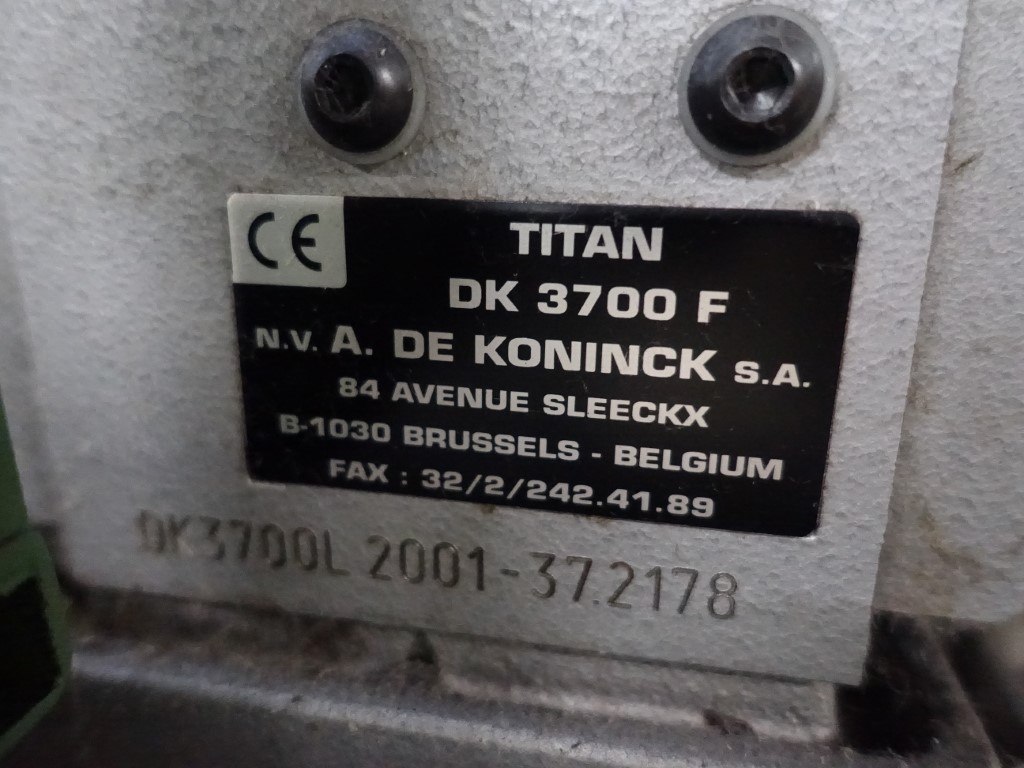 CE
TITAN
DK 3700 F
N.V. A. DE KONINCK S.A.
84 AVENUE SLEECKX
B-1030 BRUSSELS - BELGIUM
FAX : 32/2/242.41.89
DK3700L 2001-37.2178